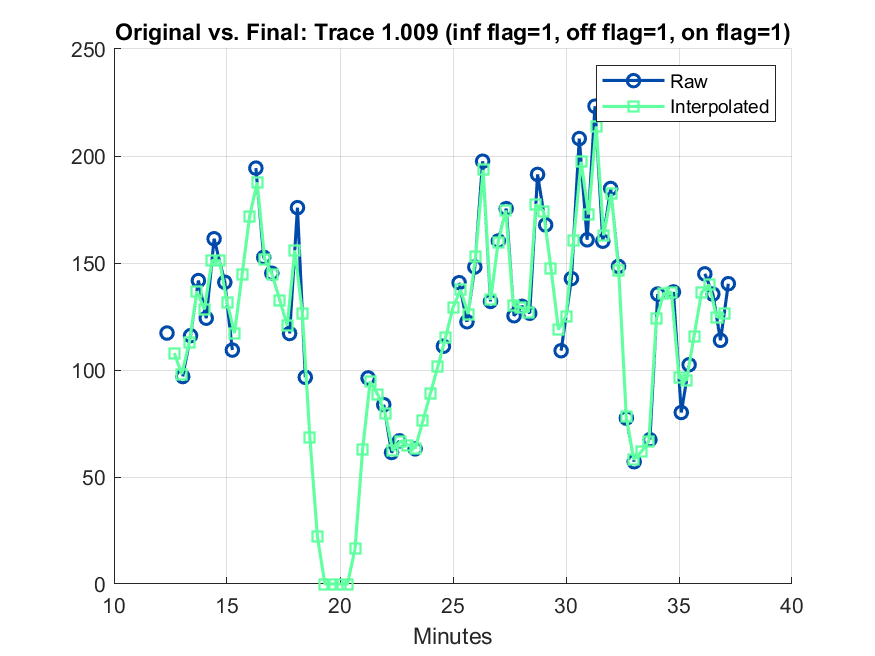 Original vs. Final: Trace 1.009 (inf flag=1, off flag=1, on flag=1)
250
200
150
100
50
0
10 15 20 25 30 35 40
Minutes
Raw
Interpolated